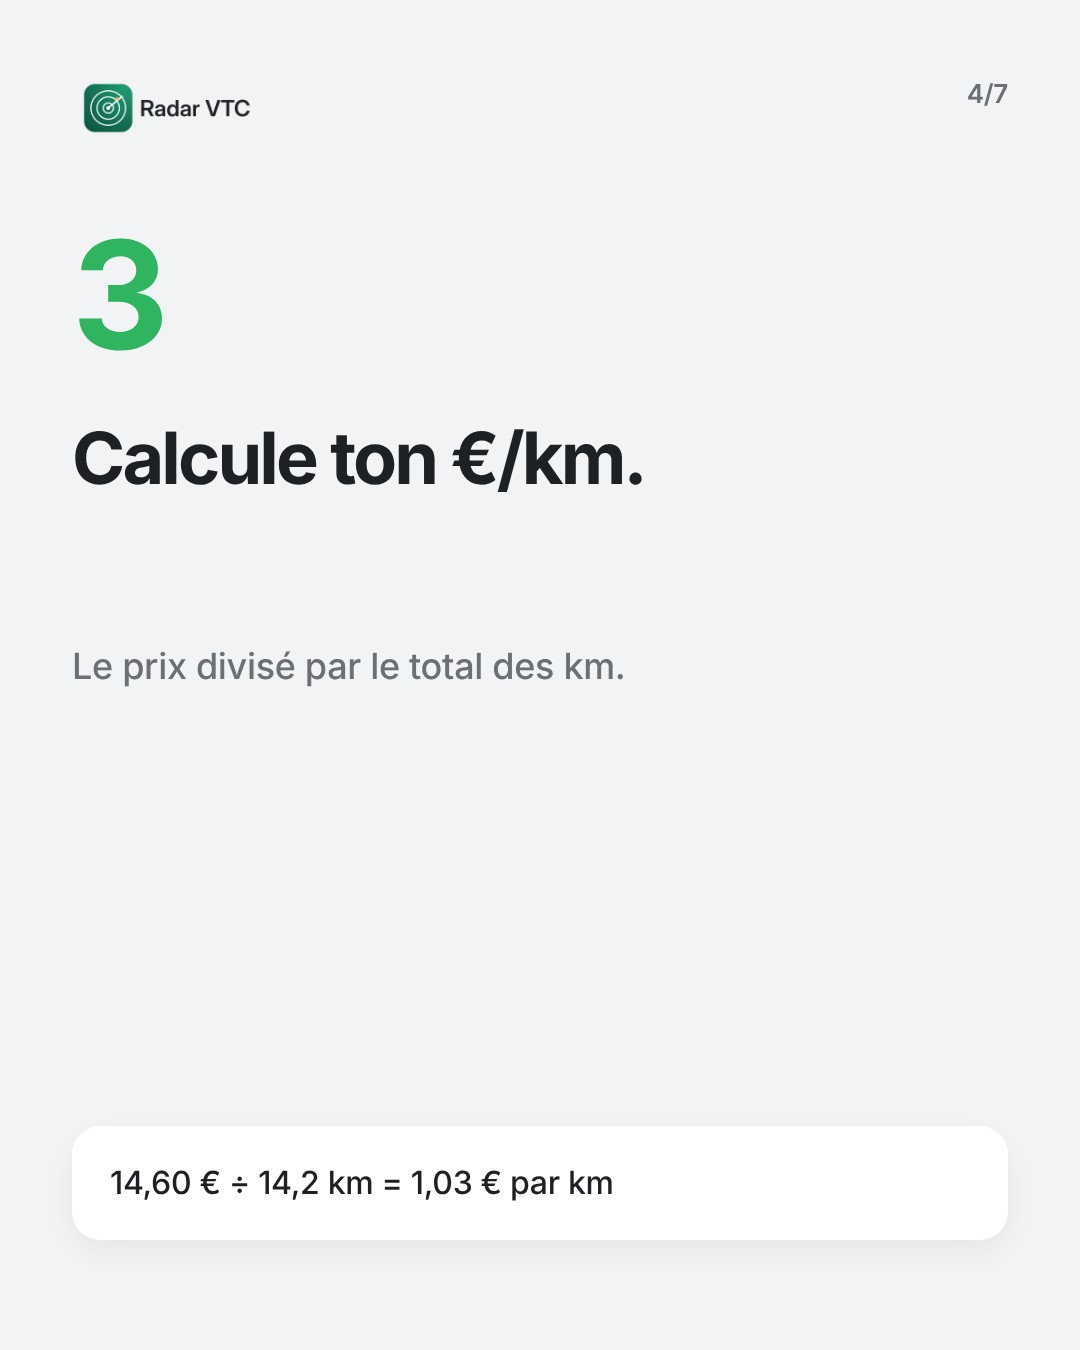 Radar VTC
4/7
3
Calcule ton €/km.
Le prix divisé par le total des km.
14,60 € ÷ 14,2 km = 1,03 € par km